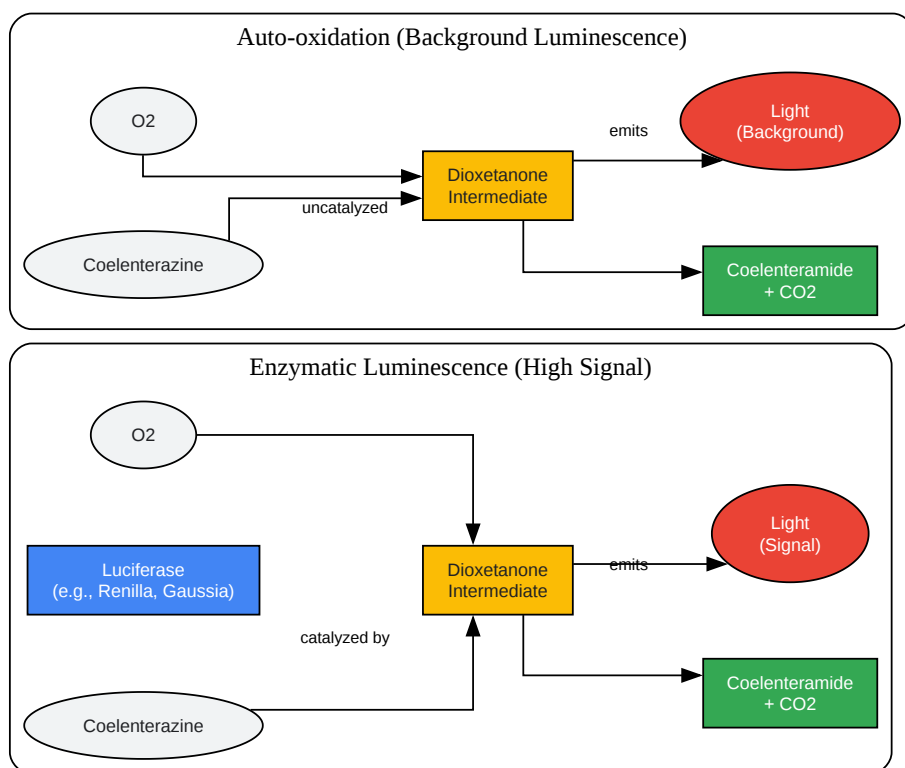 Auto-oxidation (Background Luminescence)
O2
emits
Light
(Background)
Dioxetanone
Intermediate
uncatalyzed
Coelenterazine
Coelenteramide
+ CO2
Enzymatic Luminescence (High Signal)
O2
Light
(Signal)
Luciferase
(e.g., Renilla, Gaussia)
Dioxetanone
Intermediate
emits
catalyzed by
Coelenterazine
Coelenteramide
+ CO2